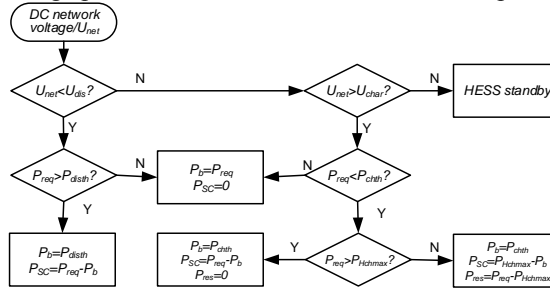 DC network
voltage/Unet
Unet<Udis?
N
Unet>Uchar?
N
HESS standby
Y
Y
Preq>Pdisth?
N
Pb=Preq
PSC=0
N
Preq<Pchth?
Y
Y
Pb=Pdisth
PSC=Preq-Pb
Pb=Pchth
PSC=Preq-Pb
Pres=0
Y
Preq>PHchmax?
N
Pb=Pchth
PSC=PHchmax-Pb
Pres=Preq-PHchmax